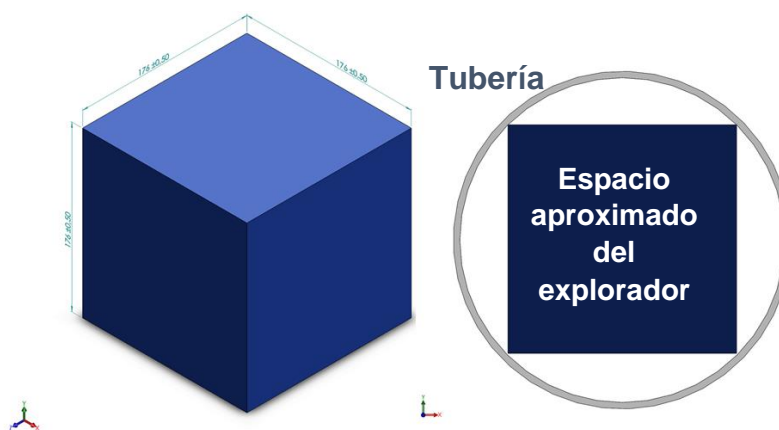 176 ±0.50
176 ±0.50
176 ±0.50
Tubería
Espacio
aproximado
del
explorador
Y
Z
X
Y
X